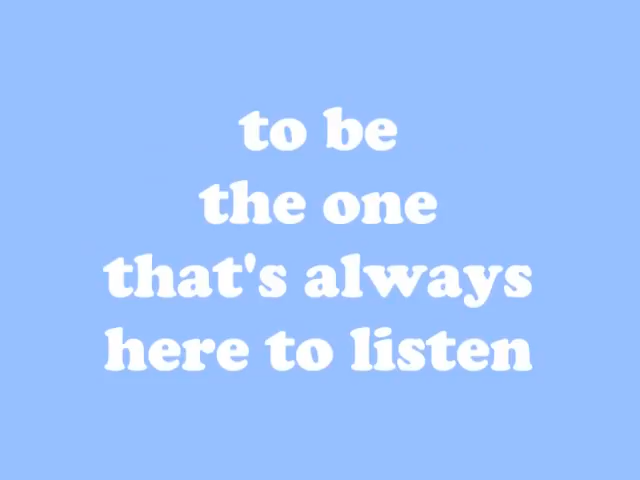 to be
the one
that's always
here to listen